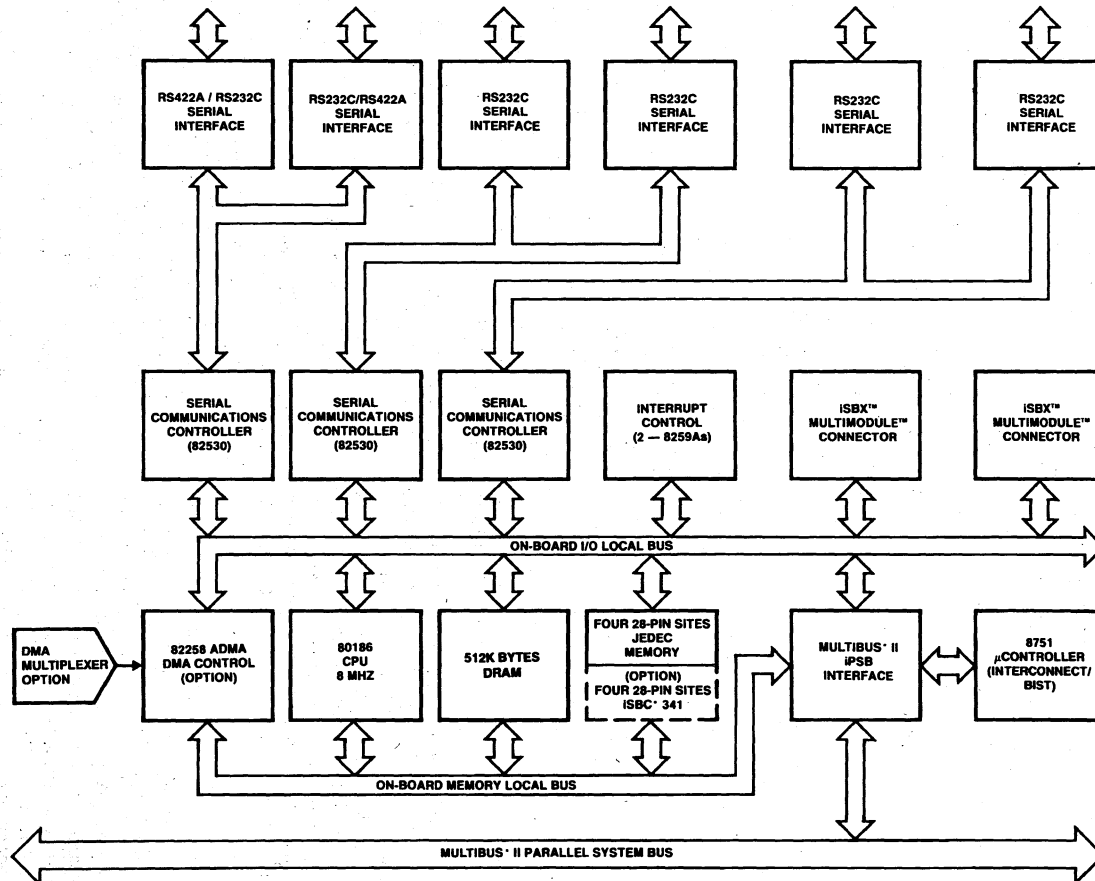 RS422A / RS232C
SERIAL
INTERFACE
RS232C/RS422A
SERIAL
INTERFACE
RS232C
SERIAL
INTERFACE
RS232C
SERIAL
INTERFACE
RS232C
SERIAL
INTERFACE
RS232C
SERIAL
INTERFACE
SERIAL
COMMUNICATIONS
CONTROLLER
(82530)
SERIAL
COMMUNICATIONS
CONTROLLER
(82530)
SERIAL
COMMUNICATIONS
CONTROLLER
(82530)
INTERRUPT
CONTROL
(2 — 8259As)
iSBX™
MULTIMODULE™
CONNECTOR
iSBX™
MULTIMODULE™
CONNECTOR
ON-BOARD I/O LOCAL BUS
DMA
MULTIPLEXER
OPTION
82258 ADMA
DMA CONTROL
(OPTION)
80186
CPU
8 MHZ
512K BYTES
DRAM
FOUR 28-PIN SITES
JEDEC
MEMORY
(OPTION)
FOUR 28-PIN SITES
iSBC* 341
MULTIBUS* II
iPSB
INTERFACE
8751
µCONTROLLER
(INTERCONNECT/
BIST)
ON-BOARD MEMORY LOCAL BUS
MULTIBUS* II PARALLEL SYSTEM BUS